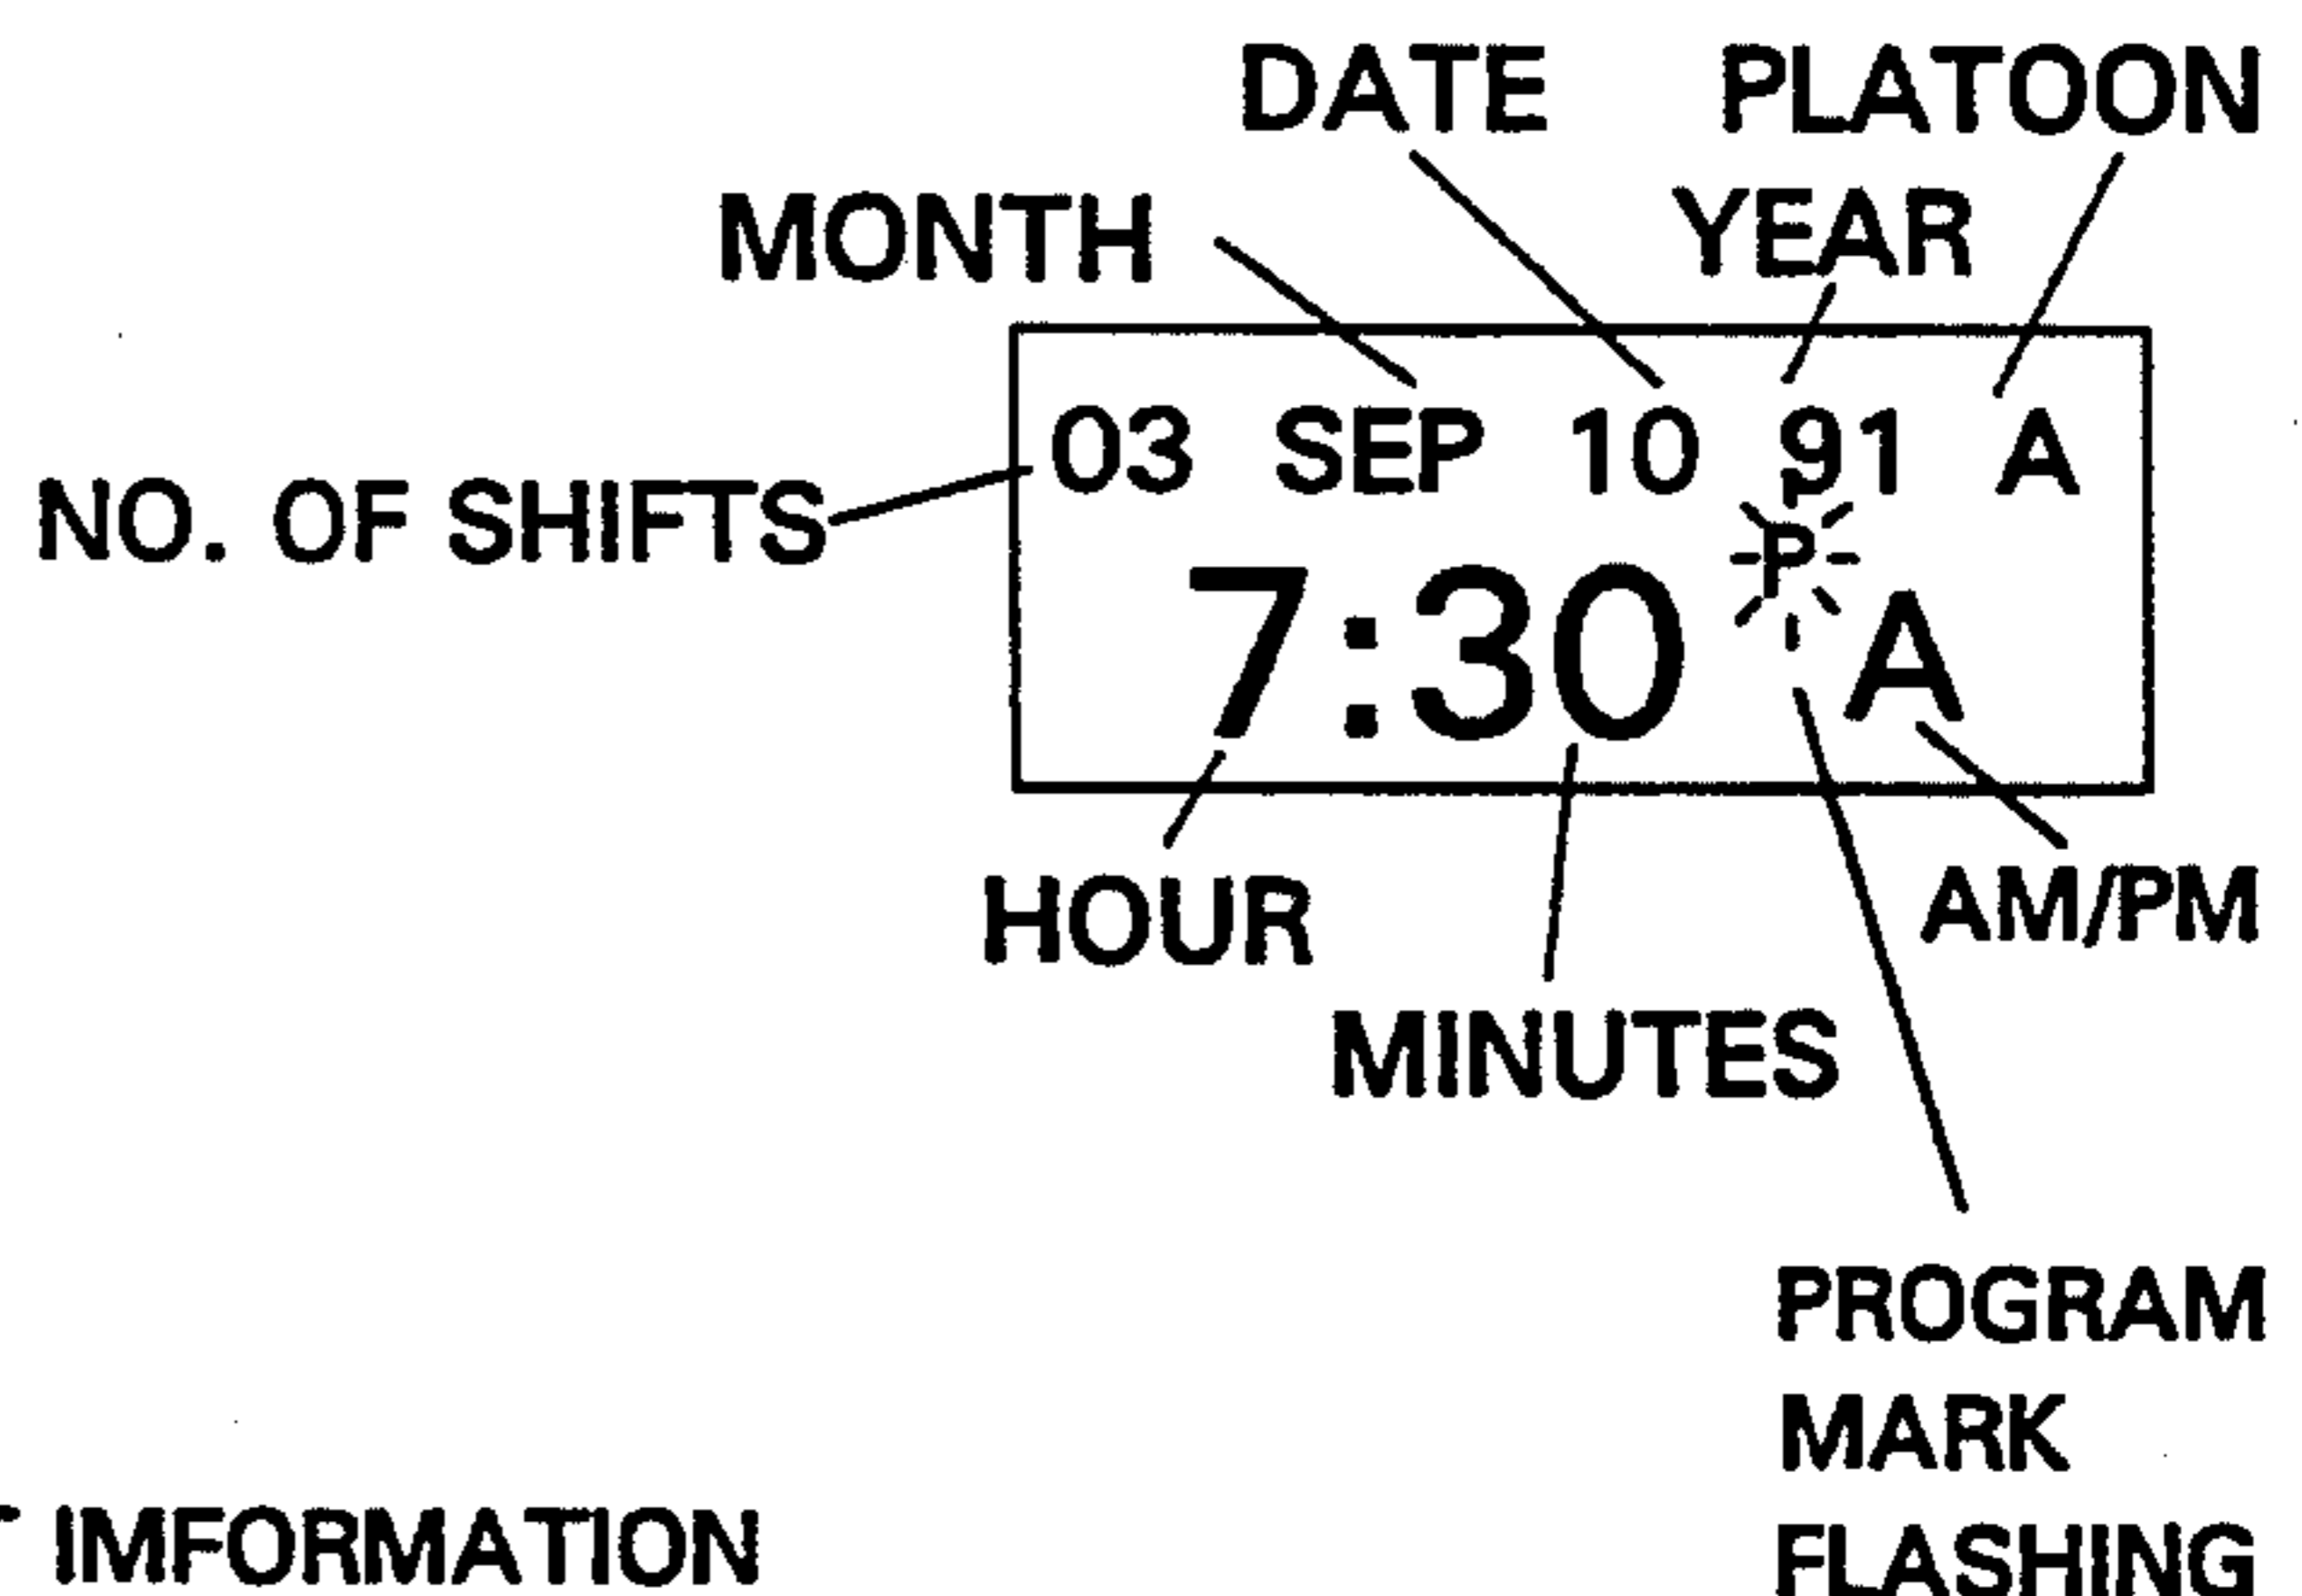 DATE PLATOON
MONTH YEAR
03 SEP 10 91 A
NO. OF SHIFTS
P
7:30 A
HOUR AM/PM
MINUTES
PROGRAM
MARK
IMFORMATION
FLASHING